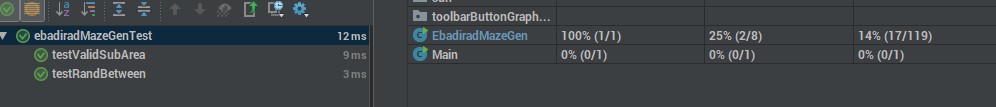 toolbarButtonGraph...
ebadiradMazeGenTest 12 ms
testValidSubArea 9 ms
testRandBetween 3 ms
EbadiradMazeGen 100% (1/1) 25% (2/8) 14% (17/119)
Main 0% (0/1) 0% (0/1) 0% (0/1)